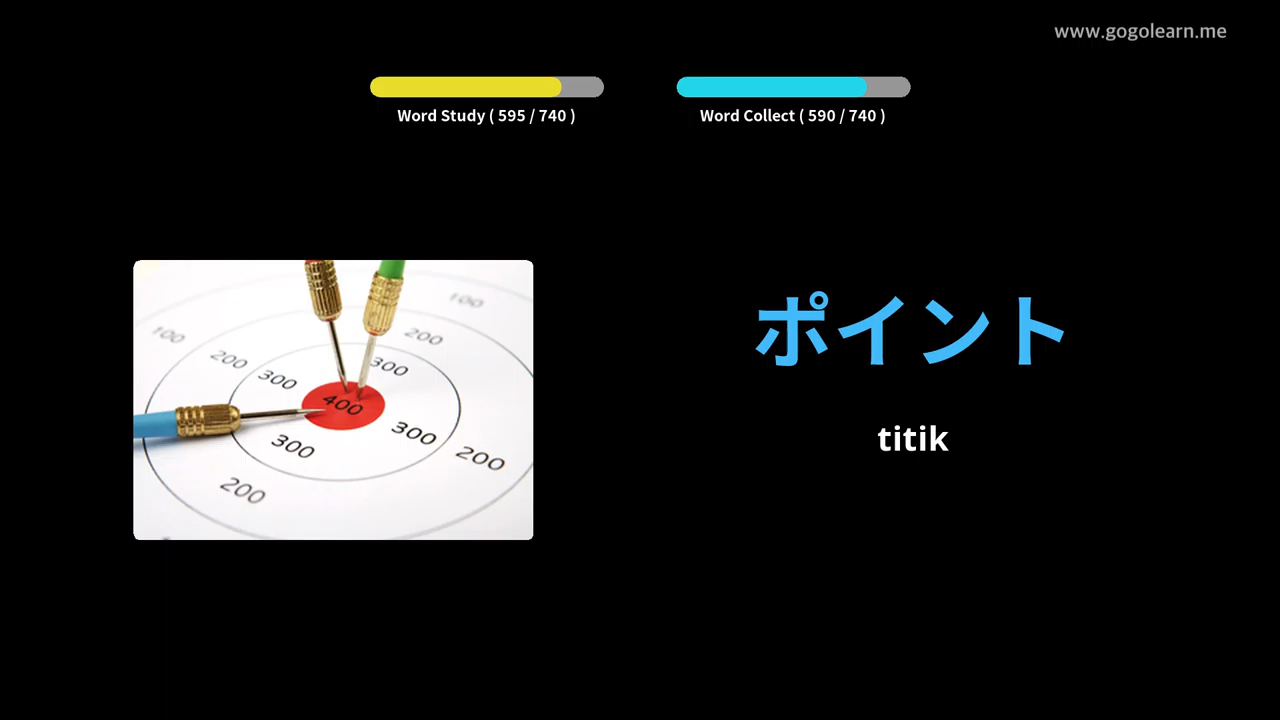 www.gogolearn.me
Word Study ( 595 / 740 )
Word Collect ( 590 / 740 )
ポイント
titik
100
100
200
200
300
300
400
300
300
200
200